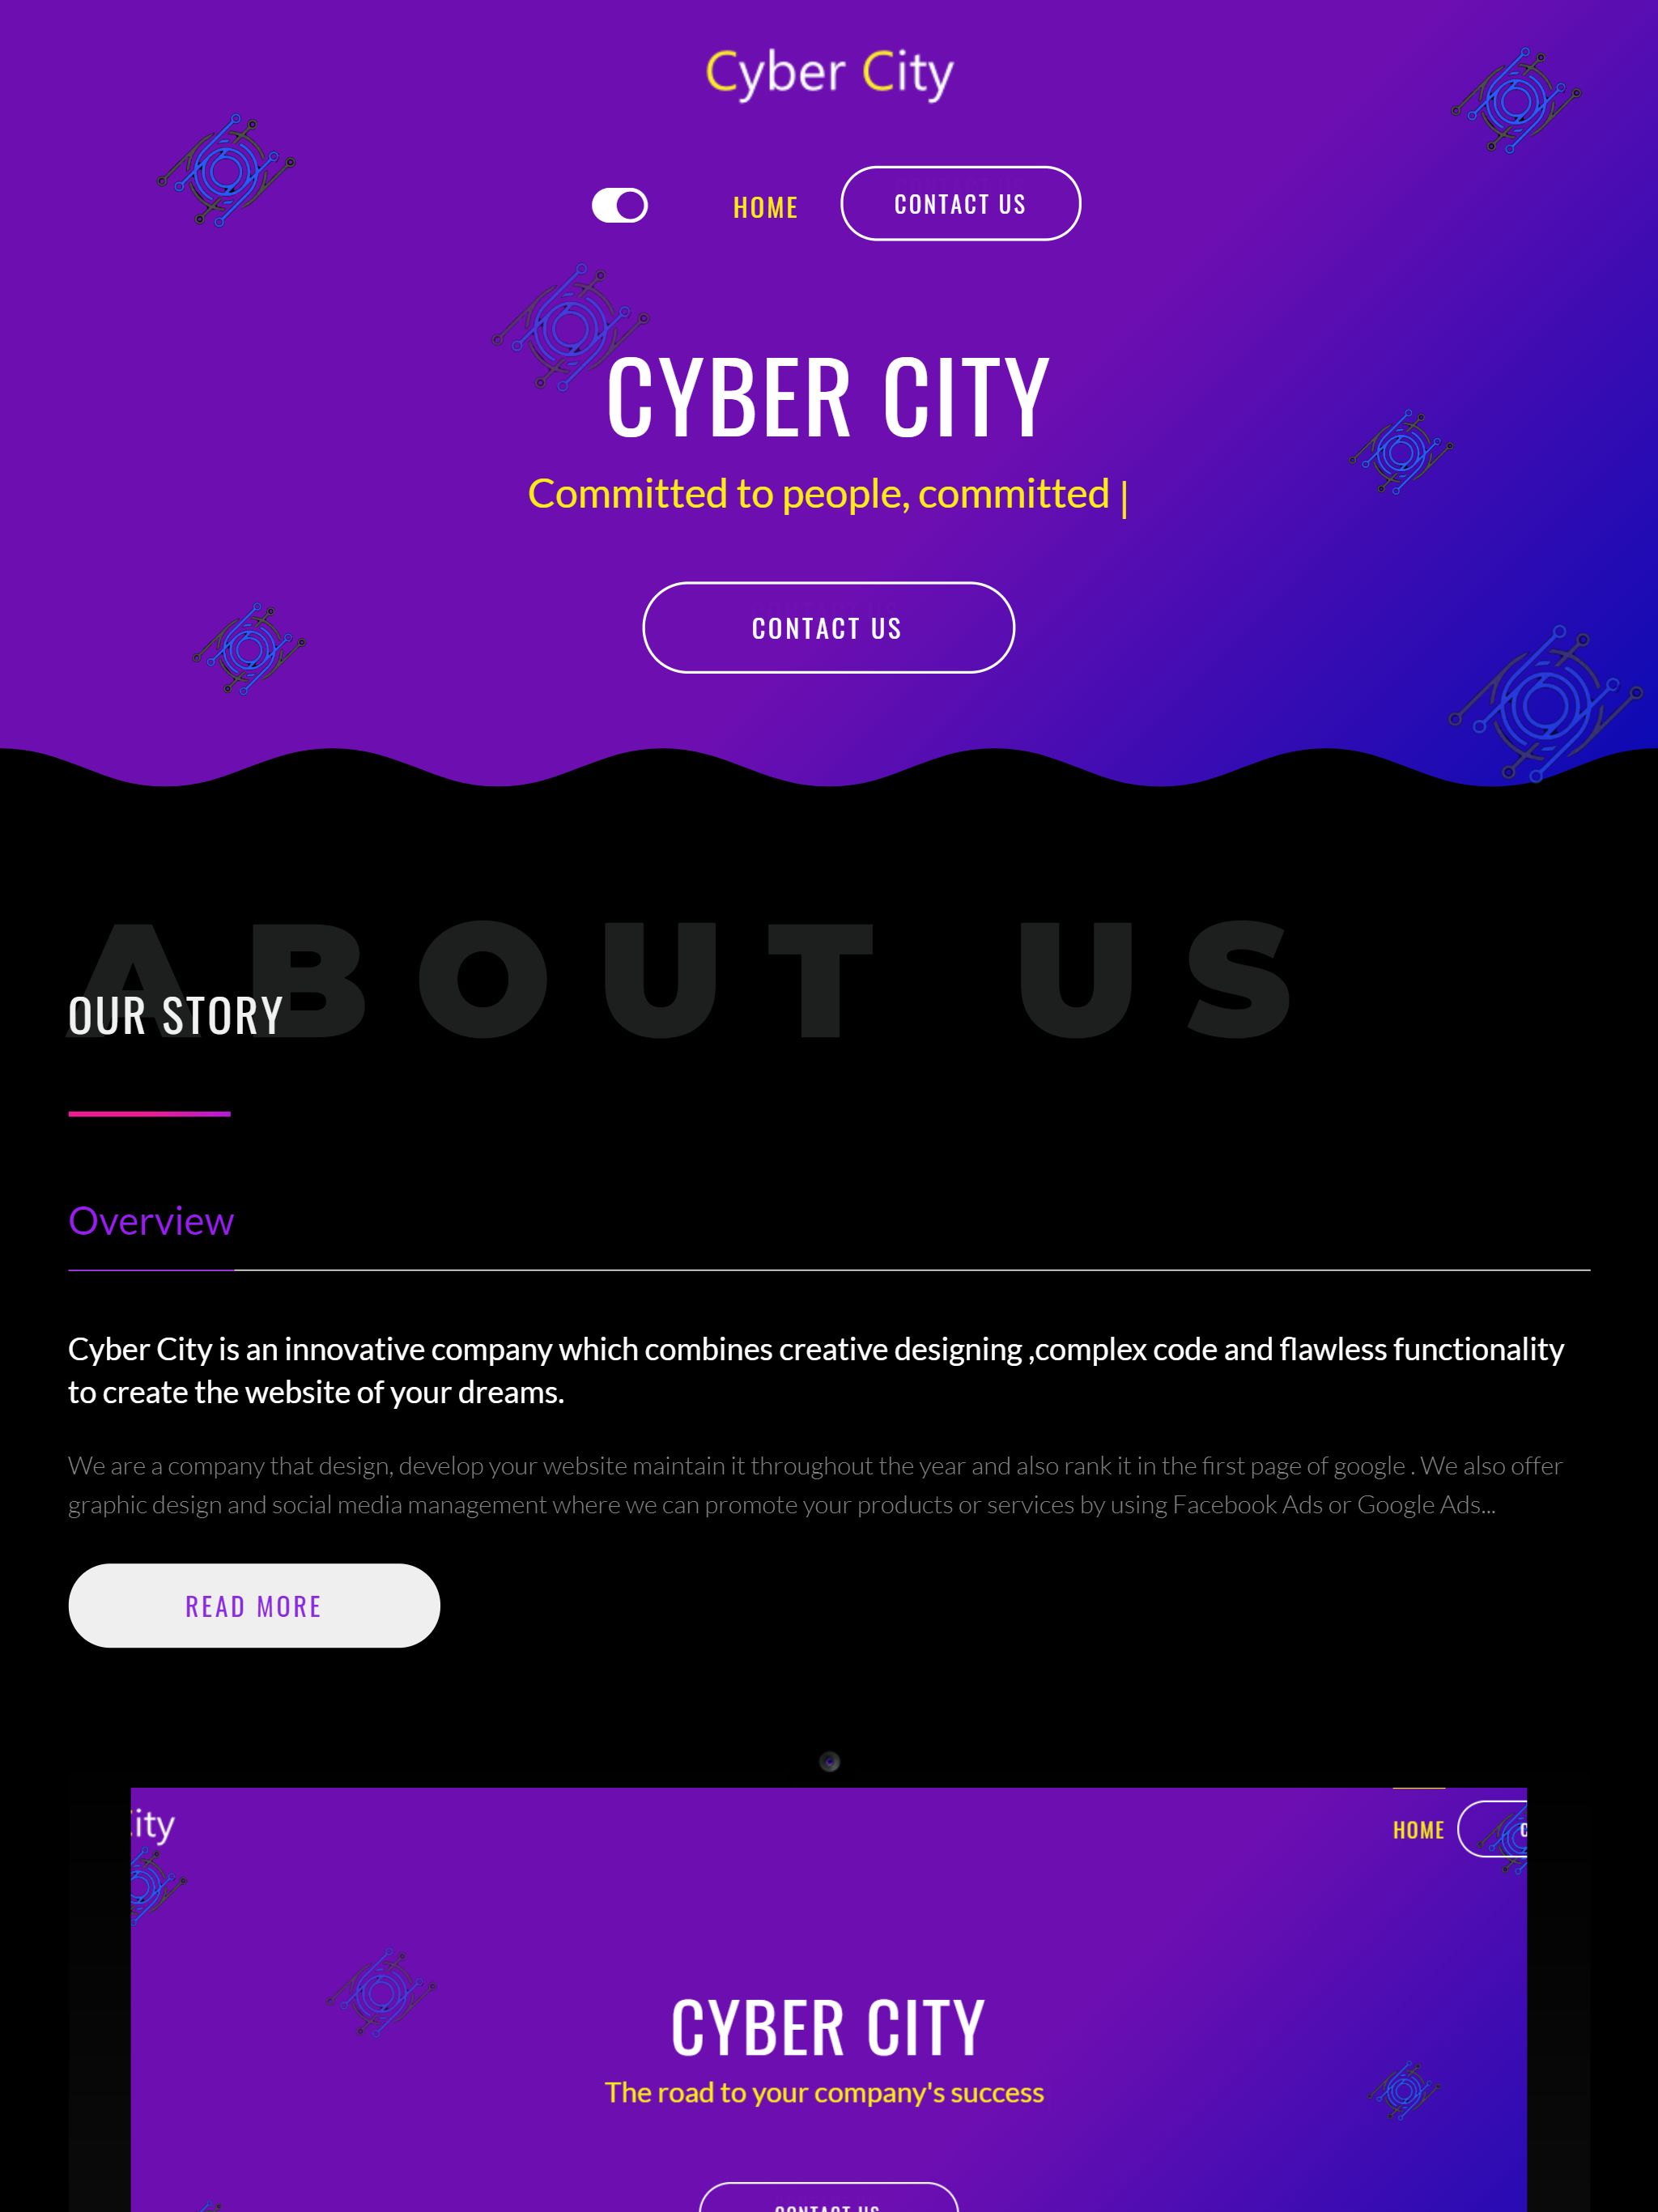 Cyber City
HOME
CONTACT US
CYBER CITY
Committed to people, committed |
CONTACT US
ABOUT US
OUR STORY
Overview
Cyber City is an innovative company which combines creative designing ,complex code and flawless functionality
to create the website of your dreams.
We are a company that design, develop your website maintain it throughout the year and also rank it in the first page of google . We also offer
graphic design and social media management where we can promote your products or services by using Facebook Ads or Google Ads...
READ MORE
City
HOME
CYBER CITY
The road to your company's success
CONTACT US